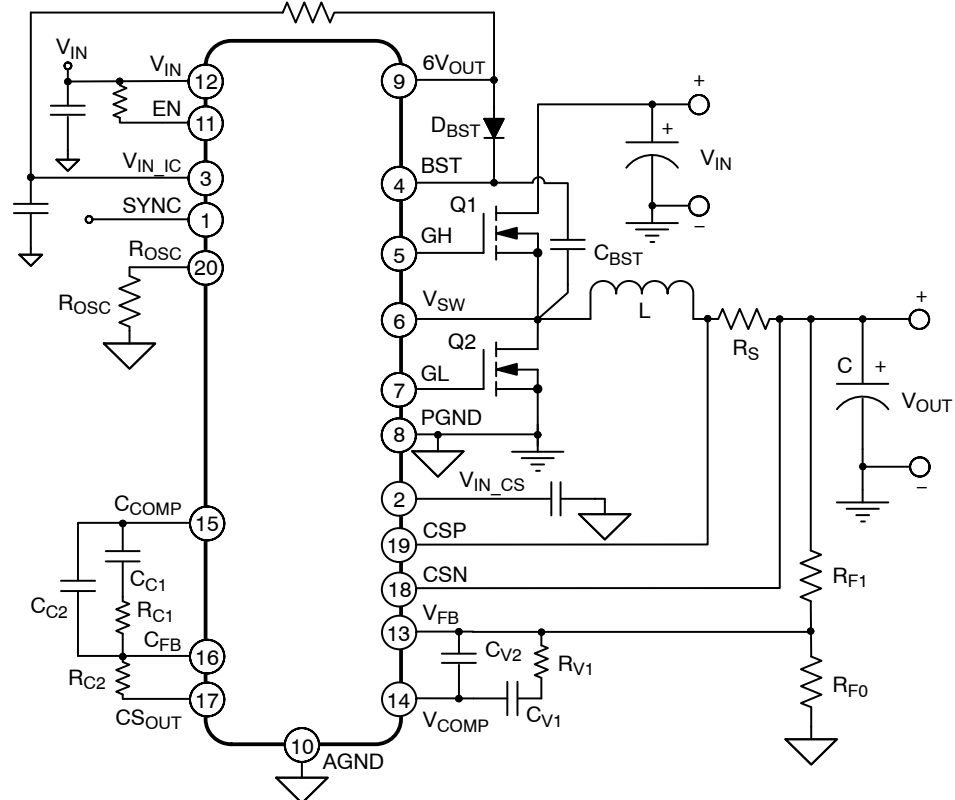 V_IN
V_IN
12
EN
11
V_IN_IC
3
SYNC
1
R_OSC
20
R_OSC
C_COMP
15
C_C1
C_C2
R_C1
C_FB
16
R_C2
17
CS_OUT
10
AGND
9
6V_OUT
D_BST
BST
4
Q1
GH
5
C_BST
V_SW
6
Q2
GL
7
PGND
8
V_IN_CS
2
CSP
19
CSN
18
V_FB
13
C_V2
R_V1
14
V_COMP
C_V1
+
+
V_IN
−
L
R_S
+
C
+
V_OUT
−
R_F1
R_F0